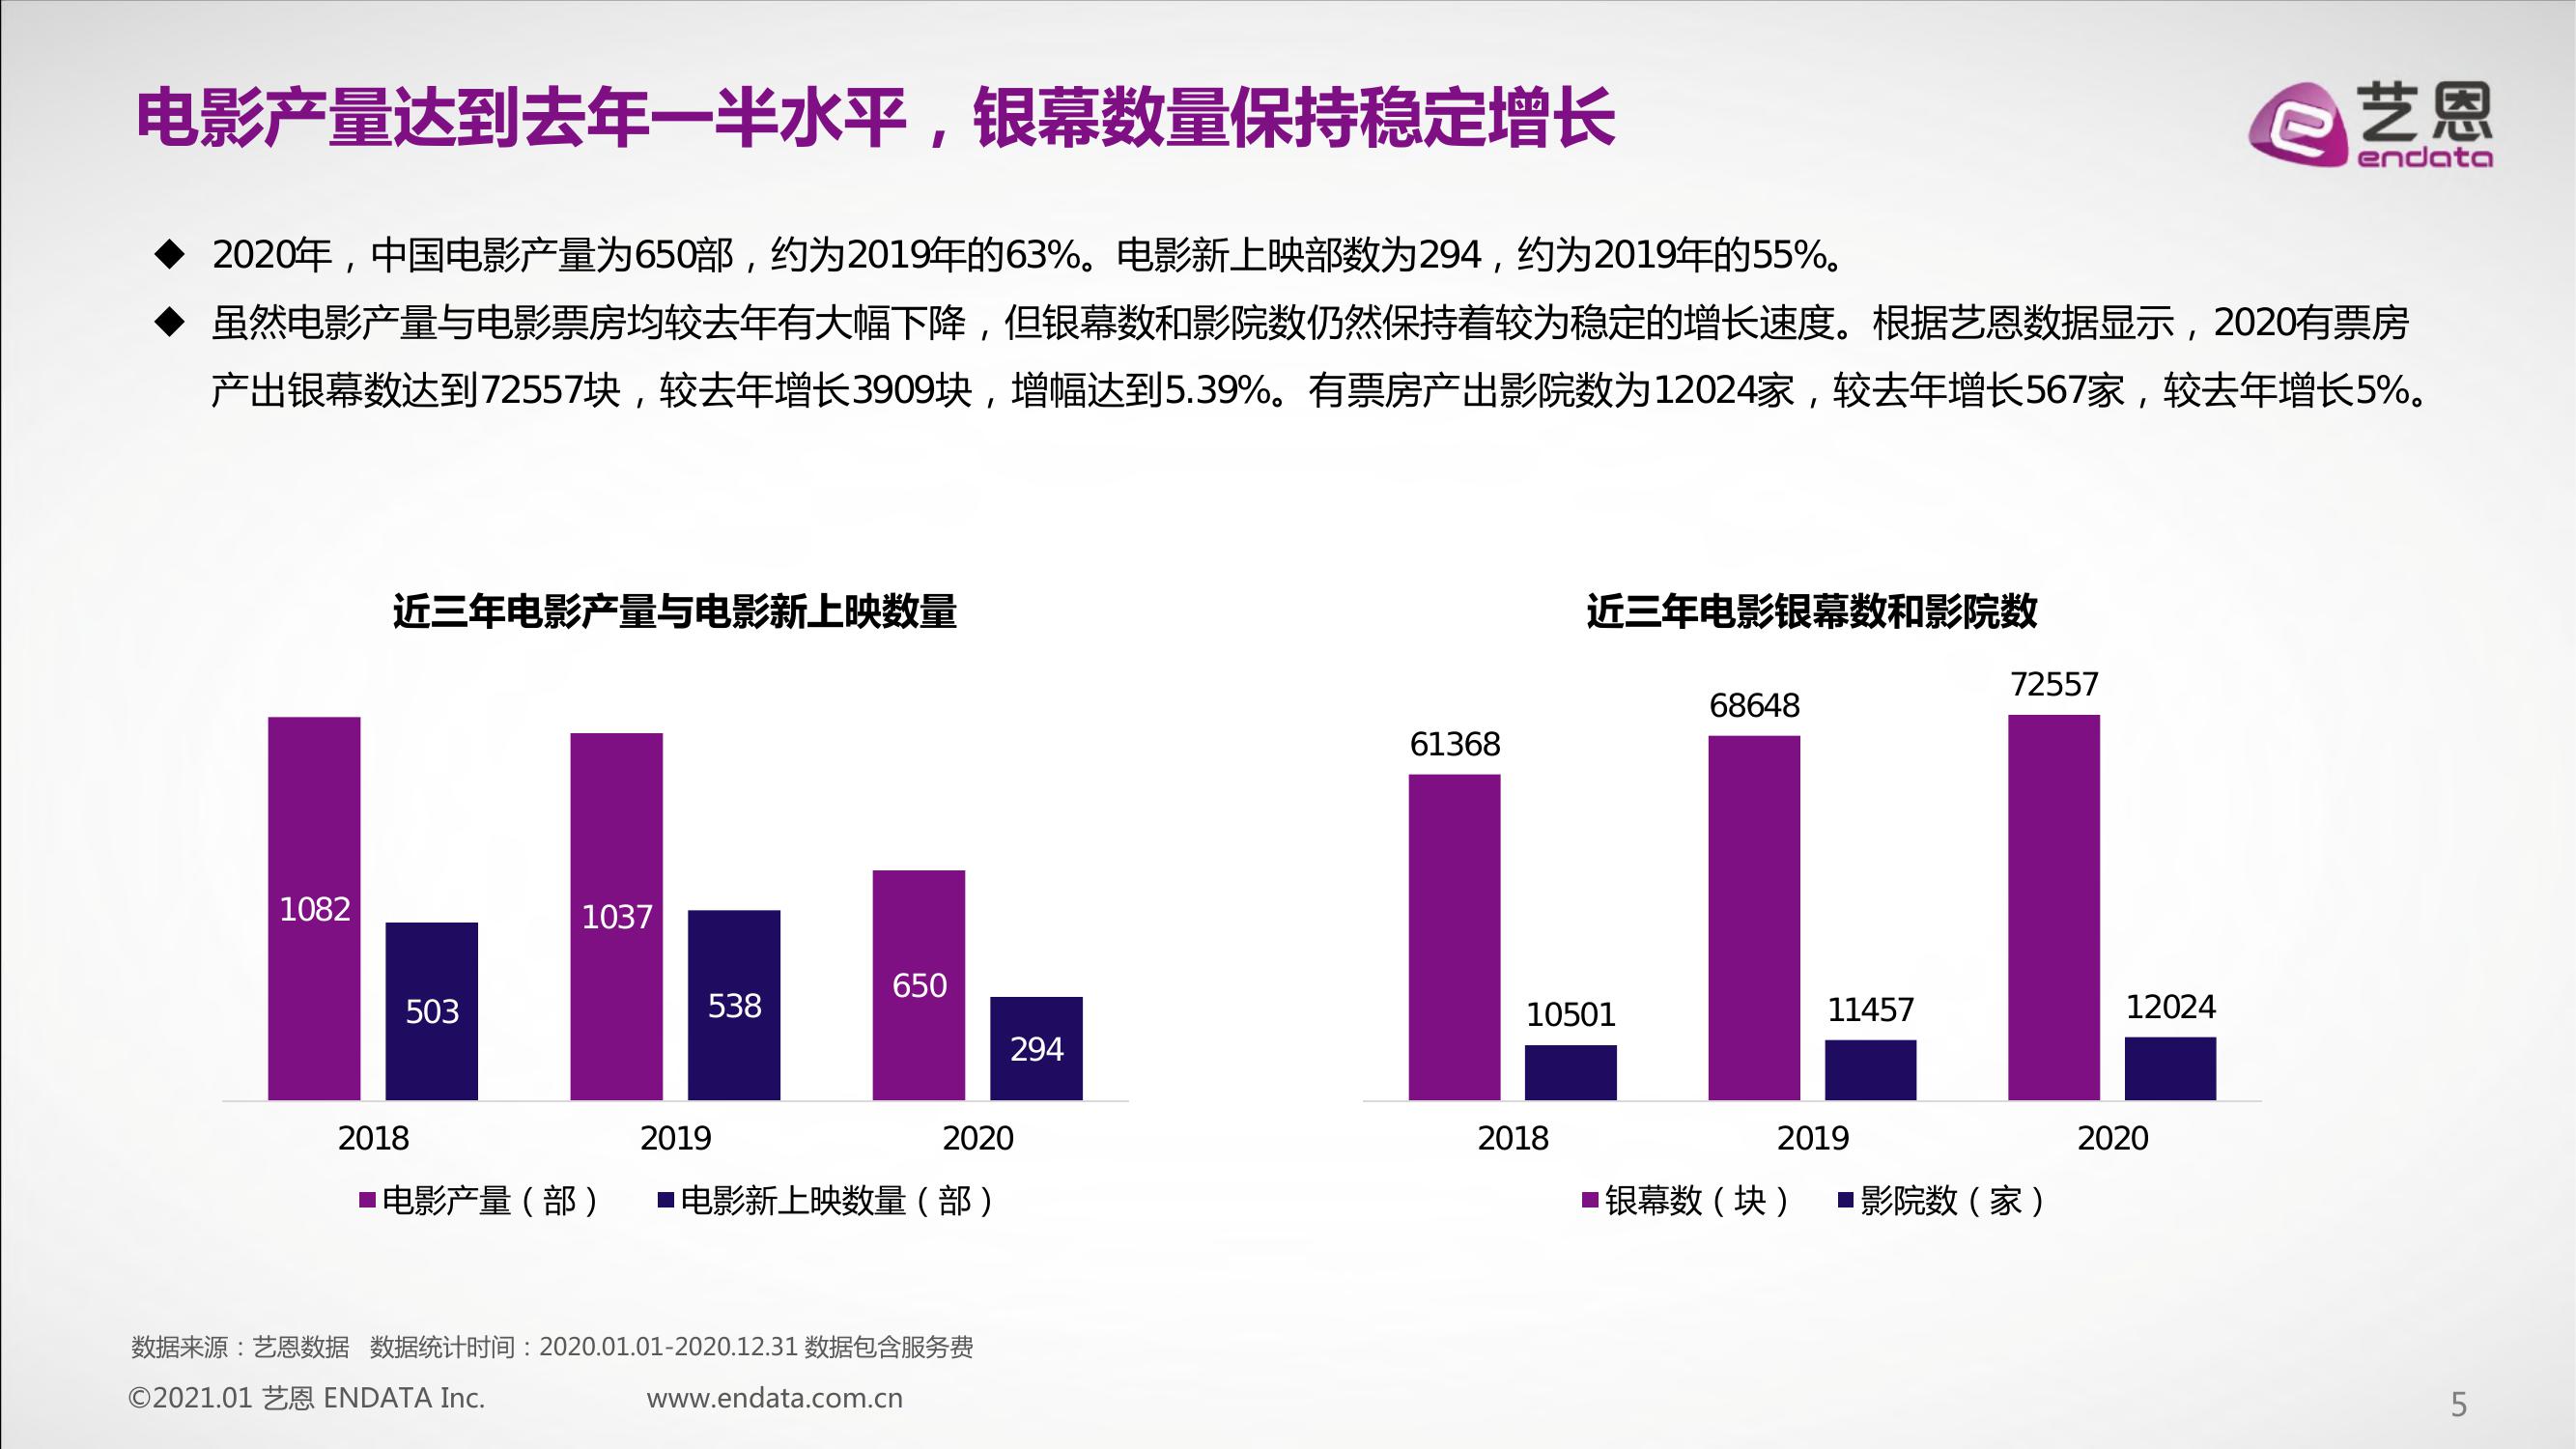 电影产量达到去年一半水平，银幕数量保持稳定增长
艺恩
endata
◆ 2020年，中国电影产量为650部，约为2019年的63%。电影新上映部数为294，约为2019年的55%。
◆ 虽然电影产量与电影票房均较去年有大幅下降，但银幕数和影院数仍然保持着较为稳定的增长速度。根据艺恩数据显示，2020有票房
产出银幕数达到72557块，较去年增长3909块，增幅达到5.39%。有票房产出影院数为12024家，较去年增长567家，较去年增长5%。
近三年电影产量与电影新上映数量
1082
503
1037
538
650
294
2018 2019 2020
电影产量（部） 电影新上映数量（部）
近三年电影银幕数和影院数
61368
10501
68648
11457
72557
12024
2018 2019 2020
银幕数（块） 影院数（家）
数据来源：艺恩数据 数据统计时间：2020.01.01-2020.12.31 数据包含服务费
©2021.01 艺恩 ENDATA Inc. www.endata.com.cn
5